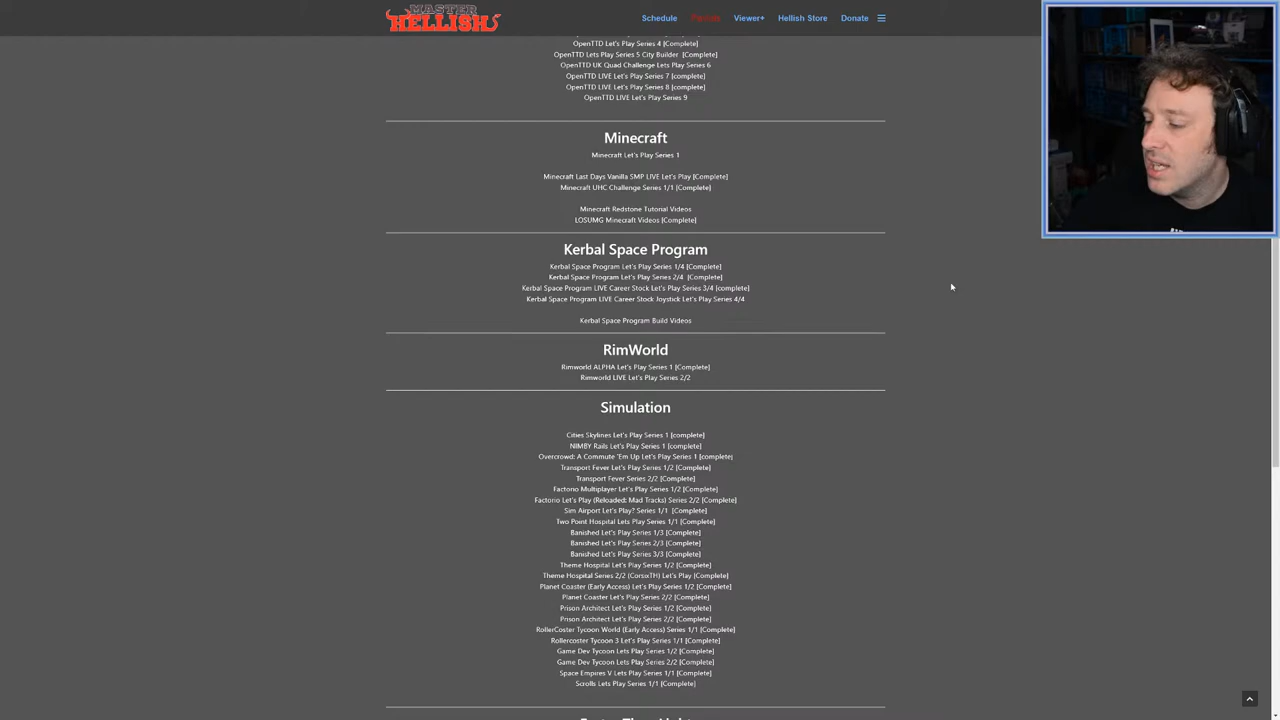 MASTER
HELLISH
Schedule
Viewer+
Hellish Store
Donate
OpenTTD Let's Play Series 4 [Complete]
OpenTTD Lets Play Series 5 City Builder [Complete]
OpenTTD UK Quad Challenge Lets Play Series 6
OpenTTD LIVE Let's Play Series 7 [complete]
OpenTTD LIVE Let's Play Series 8 [complete]
OpenTTD LIVE Let's Play Series 9
Minecraft
Minecraft Let's Play Series 1
Minecraft Last Days Vanilla SMP LIVE Let's Play [Complete]
Minecraft UHC Challenge Series 1/1 [Complete]
Minecraft Redstone Tutorial Videos
LOSUMG Minecraft Videos [Complete]
Kerbal Space Program
Kerbal Space Program Let's Play Series 1/4 [Complete]
Kerbal Space Program Let's Play Series 2/4 [Complete]
Kerbal Space Program LIVE Career Stock Let's Play Series 3/4 [complete]
Kerbal Space Program LIVE Career Stock Joystick Let's Play Series 4/4
Kerbal Space Program Build Videos
RimWorld
Rimworld ALPHA Let's Play Series 1 [Complete]
Rimworld LIVE Let's Play Series 2/2
Simulation
Cities Skylines Let's Play Series 1 [complete]
NIMBY Rails Let's Play Series 1 [complete]
Overcrowd: A Commute 'Em Up Let's Play Series 1 [complete]
Transport Fever Let's Play Series 1/2 [Complete]
Transport Fever Series 2/2 [Complete]
Factorio Multiplayer Let's Play Series 1/2 [Complete]
Factorio Let's Play (Reloaded: Mad Tracks) Series 2/2 [Complete]
Sim Airport Let's Play? Series 1/1 [Complete]
Two Point Hospital Lets Play Series 1/1 [Complete]
Banished Let's Play Series 1/3 [Complete]
Banished Let's Play Series 2/3 [Complete]
Banished Let's Play Series 3/3 [Complete]
Theme Hospital Let's Play Series 1/2 [Complete]
Theme Hospital Series 2/2 (CorsixTH) Let's Play [Complete]
Planet Coaster (Early Access) Let's Play Series 1/2 [Complete]
Planet Coaster Let's Play Series 2/2 [Complete]
Prison Architect Let's Play Series 1/2 [Complete]
Prison Architect Let's Play Series 2/2 [Complete]
RollerCoster Tycoon World (Early Access) Series 1/1 [Complete]
Rollercoster Tycoon 3 Let's Play Series 1/1 [Complete]
Game Dev Tycoon Lets Play Series 1/2 [Complete]
Game Dev Tycoon Lets Play Series 2/2 [Complete]
Space Empires V Lets Play Series 1/1 [Complete]
Scrolls Lets Play Series 1/1 [Complete]